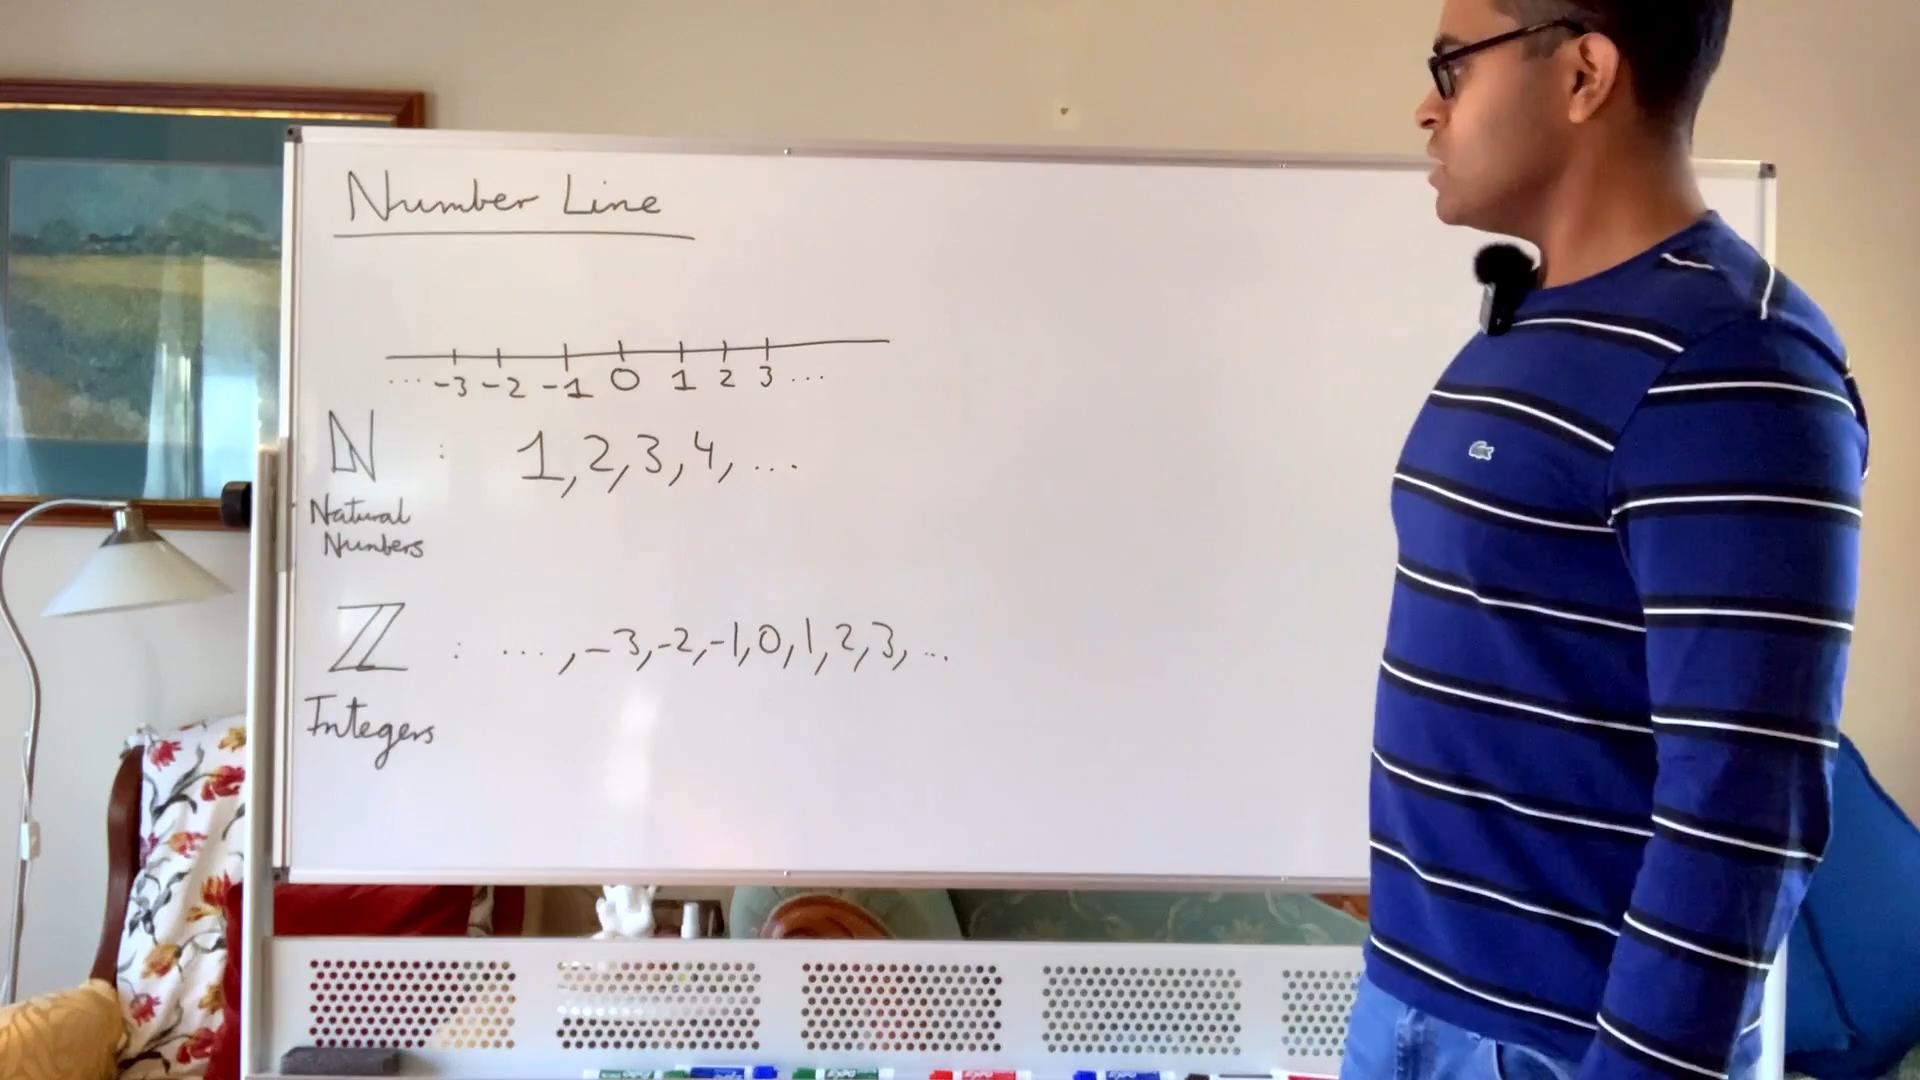 Number Line
... -3 -2 -1 0 1 2 3 ...
ℕ : 1, 2, 3, 4, ...
Natural
Numbers
ℤ : ..., -3, -2, -1, 0, 1, 2, 3, ...
Integers